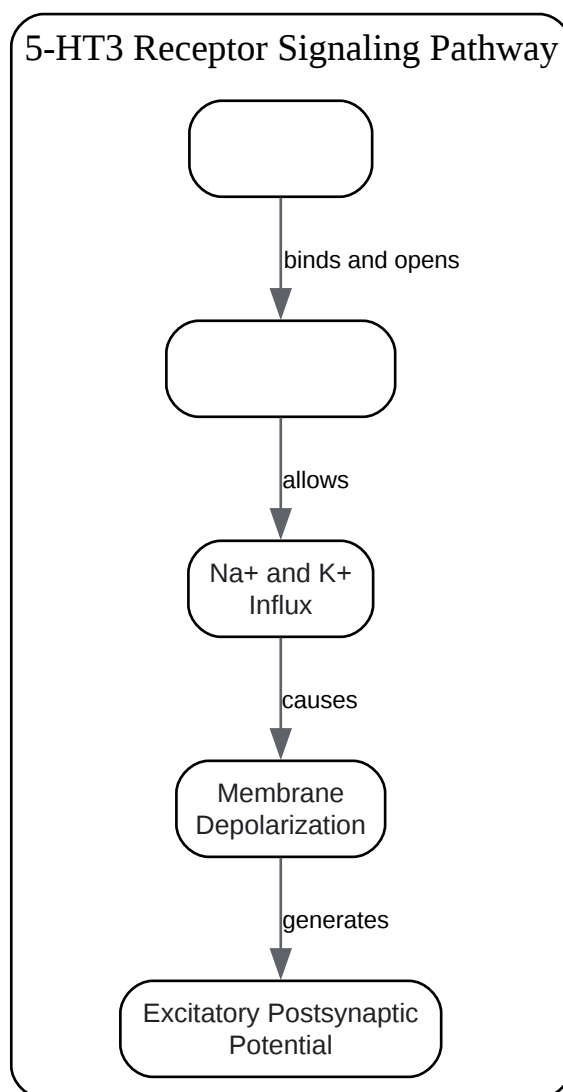 5-HT3 Receptor Signaling Pathway
binds and opens
allows
Na+ and K+
Influx
causes
Membrane
Depolarization
generates
Excitatory Postsynaptic
Potential